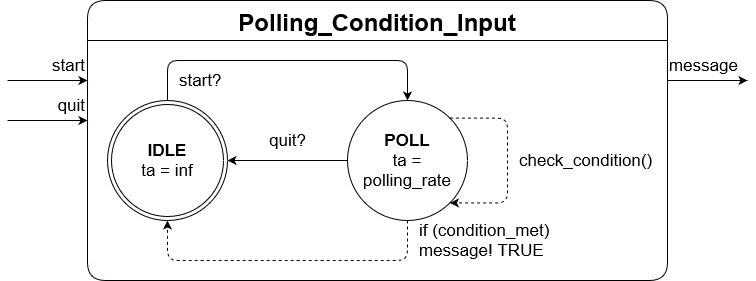 Polling_Condition_Input
start
quit
message
start?
IDLE
ta = inf
quit?
POLL
ta =
polling_rate
check_condition()
if (condition_met)
message! TRUE